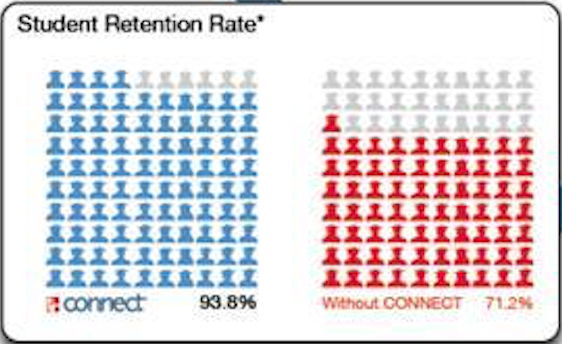 Student Retention Rate*
connect 93.8%
Without CONNECT 71.2%